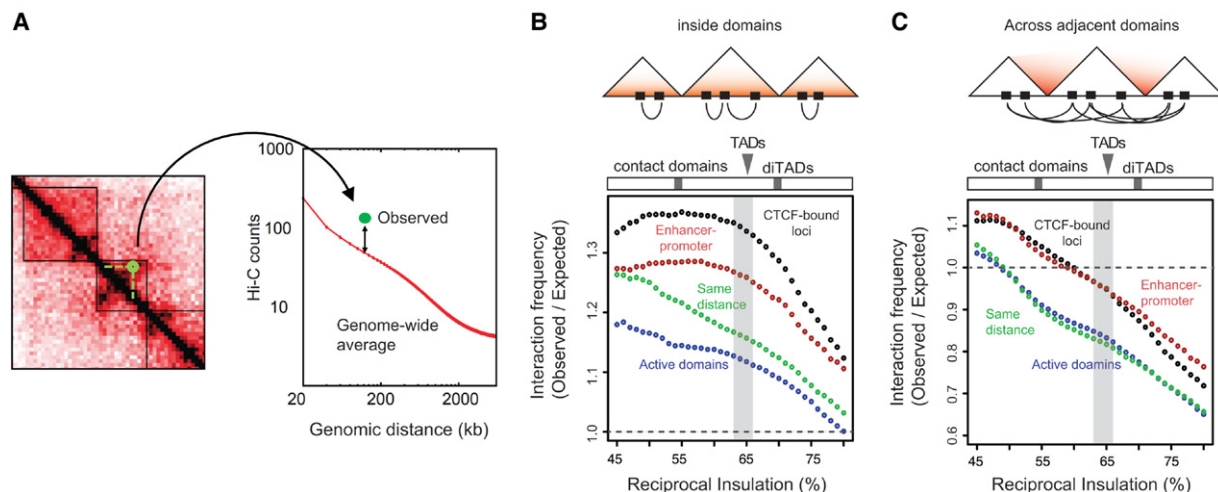 A
1000
100
10
Hi-C counts
Observed
Genome-wide
average
20
200
2000
Genomic distance (kb)
B
inside domains
TADs
contact domains
diTADs
CTCF-bound
loci
Enhancer-
promoter
Same
distance
Active domains
Interaction frequency
(Observed / Expected)
1.3
1.2
1.1
1.0
45
55
65
75
Reciprocal Insulation (%)
C
Across adjacent domains
TADs
contact domains
diTADs
CTCF-bound
loci
Enhancer-
promoter
Same
distance
Active doamins
Interaction frequency
(Observed / Expected)
1.1
1.0
0.9
0.8
0.7
0.6
45
55
65
75
Reciprocal Insulation (%)